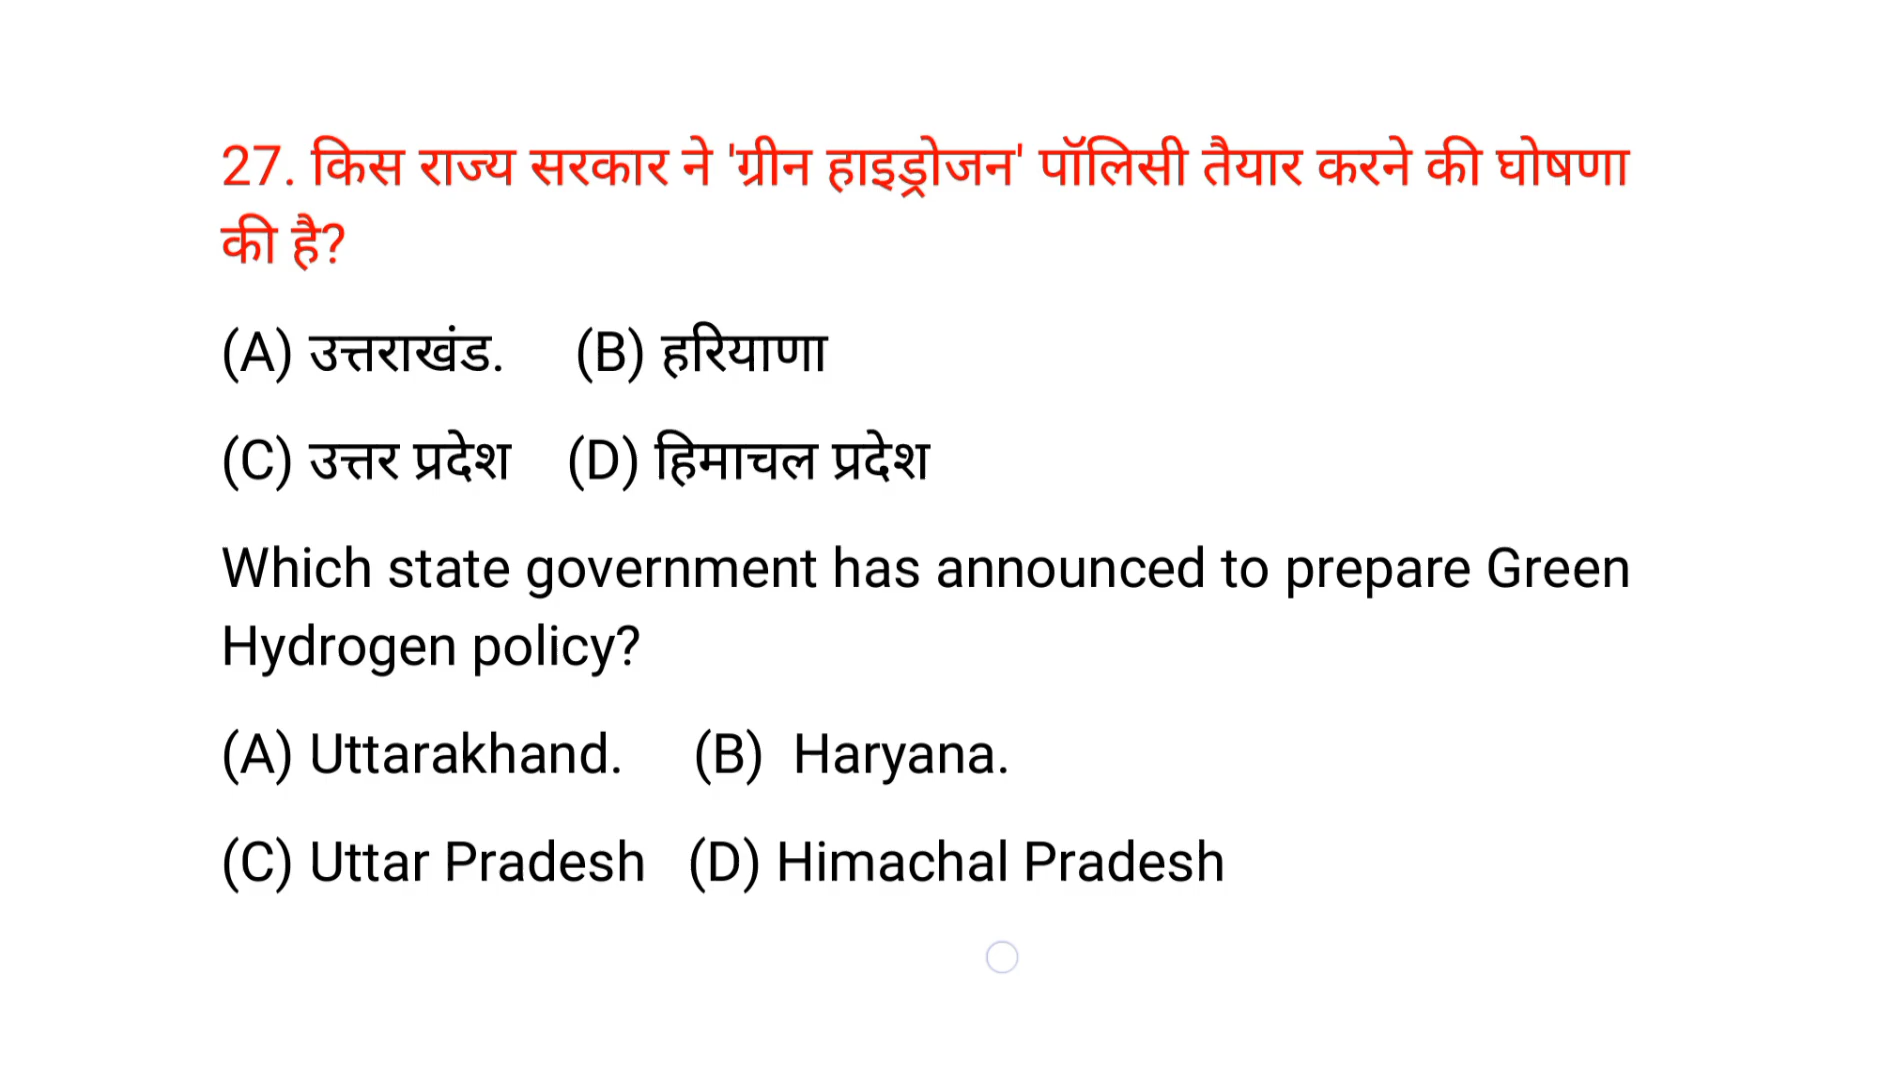 27. किस राज्य सरकार ने 'ग्रीन हाइड्रोजन' पॉलिसी तैयार करने की घोषणा
की है?
(A) उत्तराखंड. (B) हरियाणा
(C) उत्तर प्रदेश (D) हिमाचल प्रदेश
Which state government has announced to prepare Green
Hydrogen policy?
(A) Uttarakhand. (B) Haryana.
(C) Uttar Pradesh (D) Himachal Pradesh